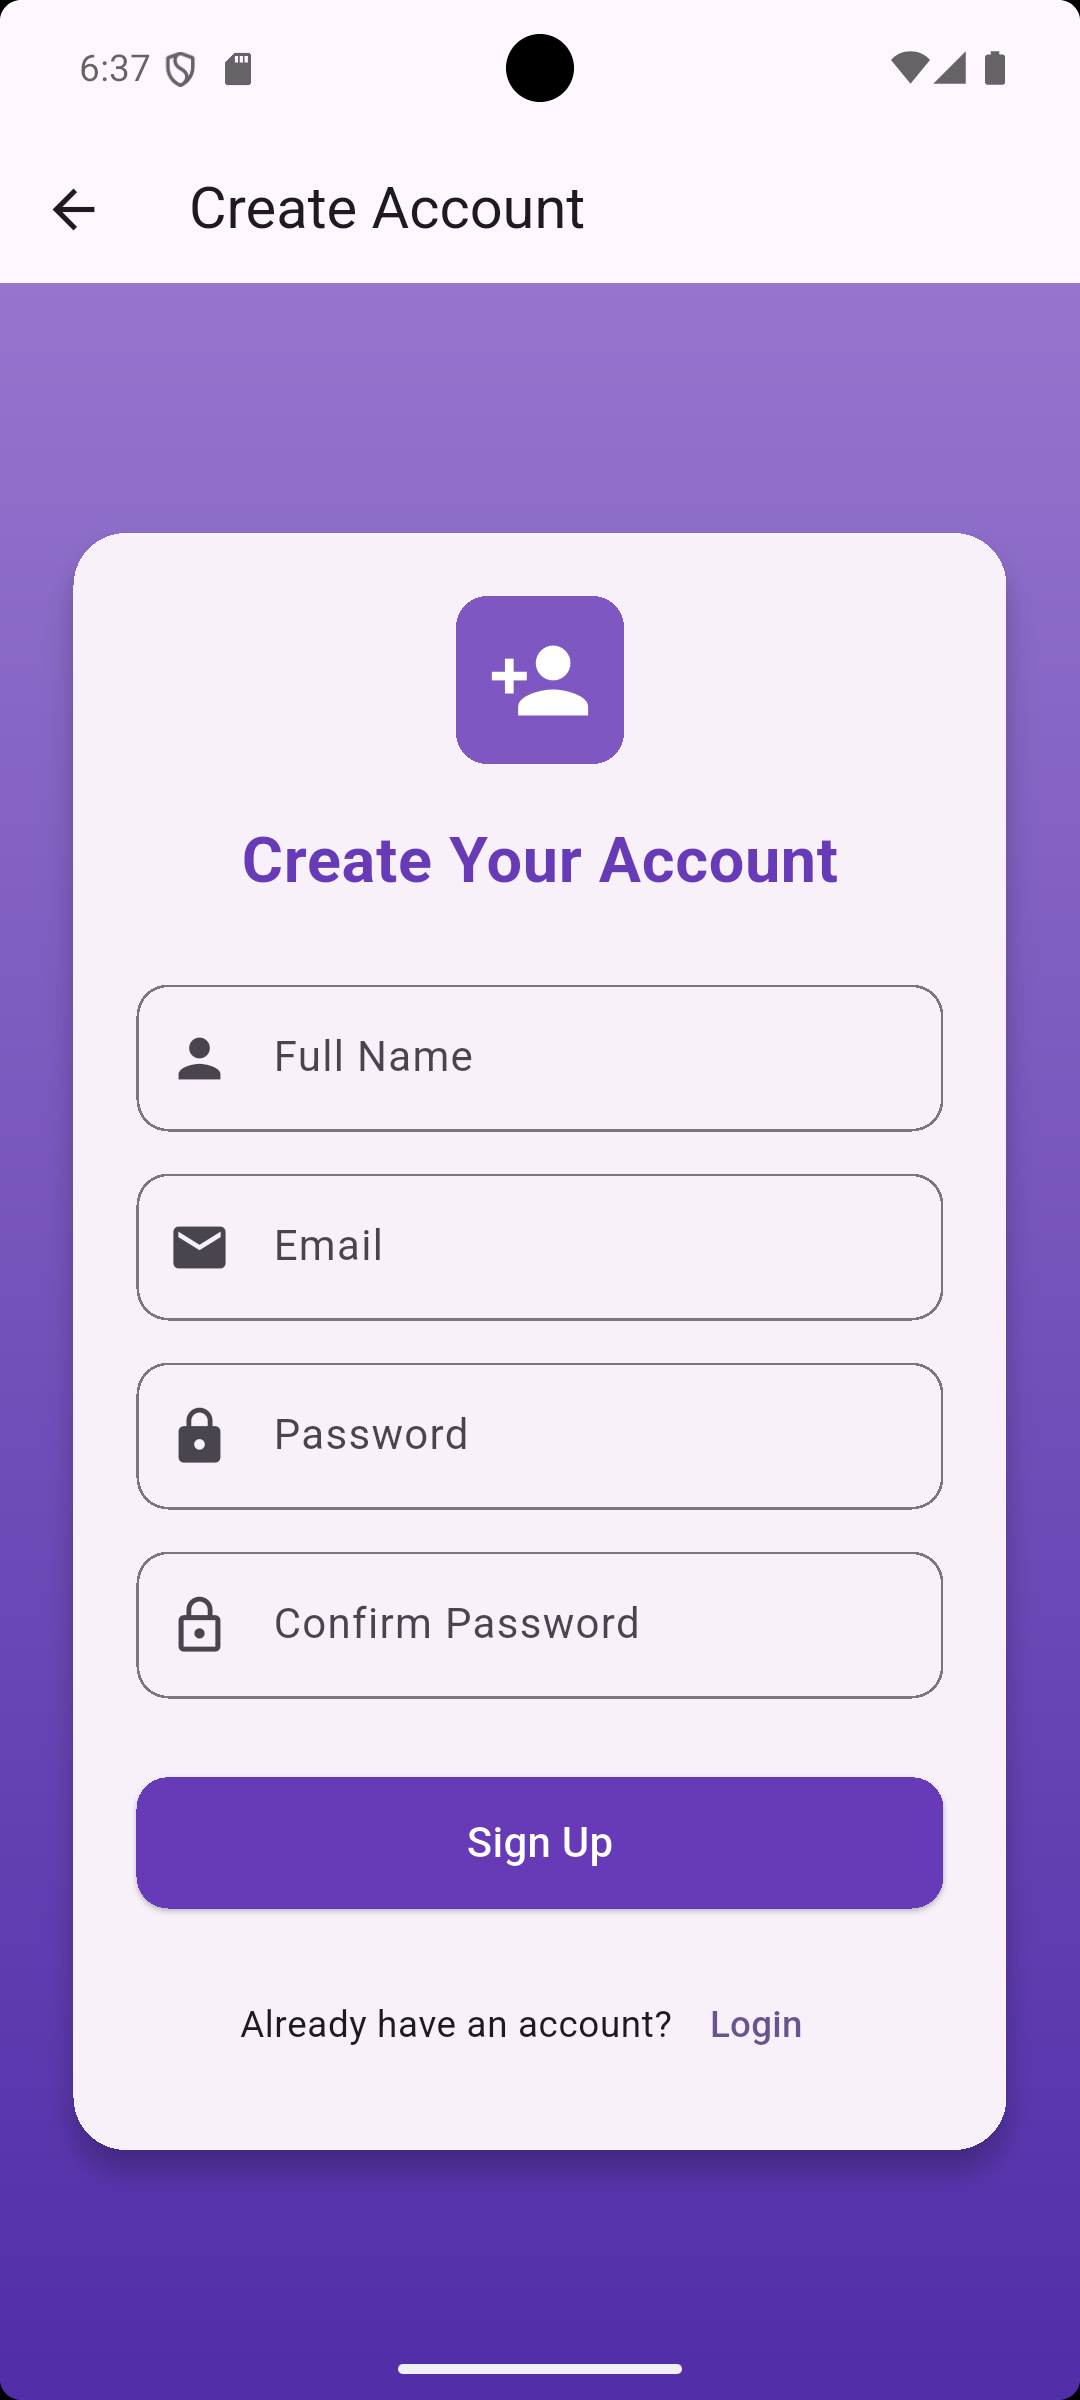 6:37
Create Account
Create Your Account
Full Name
Email
Password
Confirm Password
Sign Up
Already have an account? Login